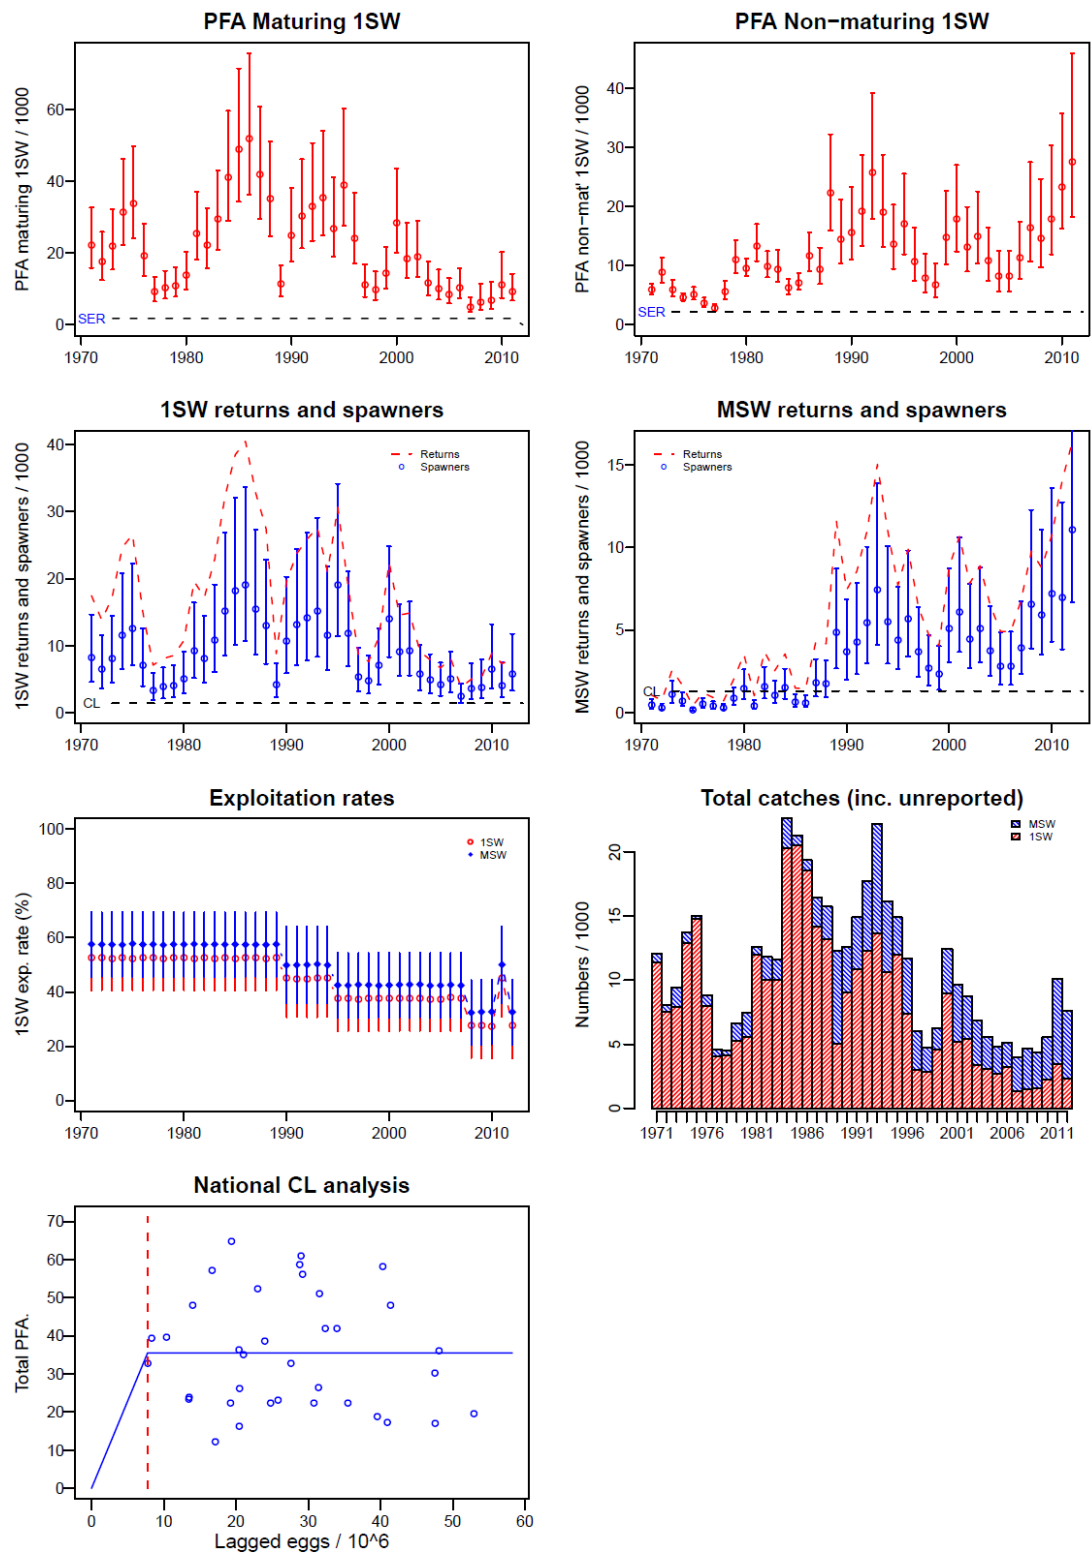 PFA Maturing 1SW
PFA maturing 1SW / 1000
60
40
20
0
SER
1970 1980 1990 2000 2010
PFA Non−maturing 1SW
PFA non−mat' 1SW / 1000
40
30
20
10
0
SER
1970 1980 1990 2000 2010
1SW returns and spawners
1SW returns and spawners / 1000
40
30
20
10
0
Returns
Spawners
CL
1970 1980 1990 2000 2010
MSW returns and spawners
MSW returns and spawners / 1000
15
10
5
0
Returns
Spawners
CL
1970 1980 1990 2000 2010
Exploitation rates
1SW exp. rate (%)
100
80
60
40
20
0
1SW
MSW
1970 1980 1990 2000 2010
Total catches (inc. unreported)
Numbers / 1000
20
15
10
5
0
MSW
1SW
1971 1976 1981 1986 1991 1996 2001 2006 2011
National CL analysis
Total PFA.
70
60
50
40
30
20
10
0
0 10 20 30 40 50 60
Lagged eggs / 10^6